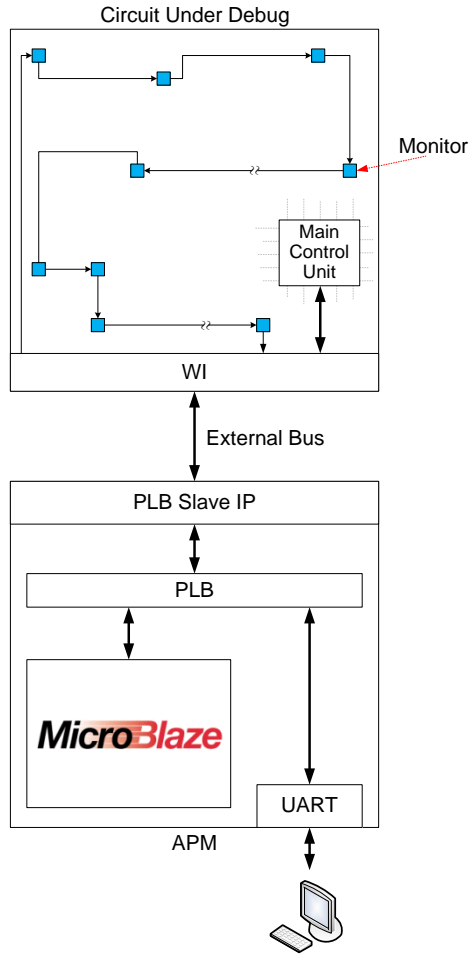 Circuit Under Debug
Monitor
Main
Control
Unit
WI
External Bus
PLB Slave IP
PLB
MicroBlaze
UART
APM